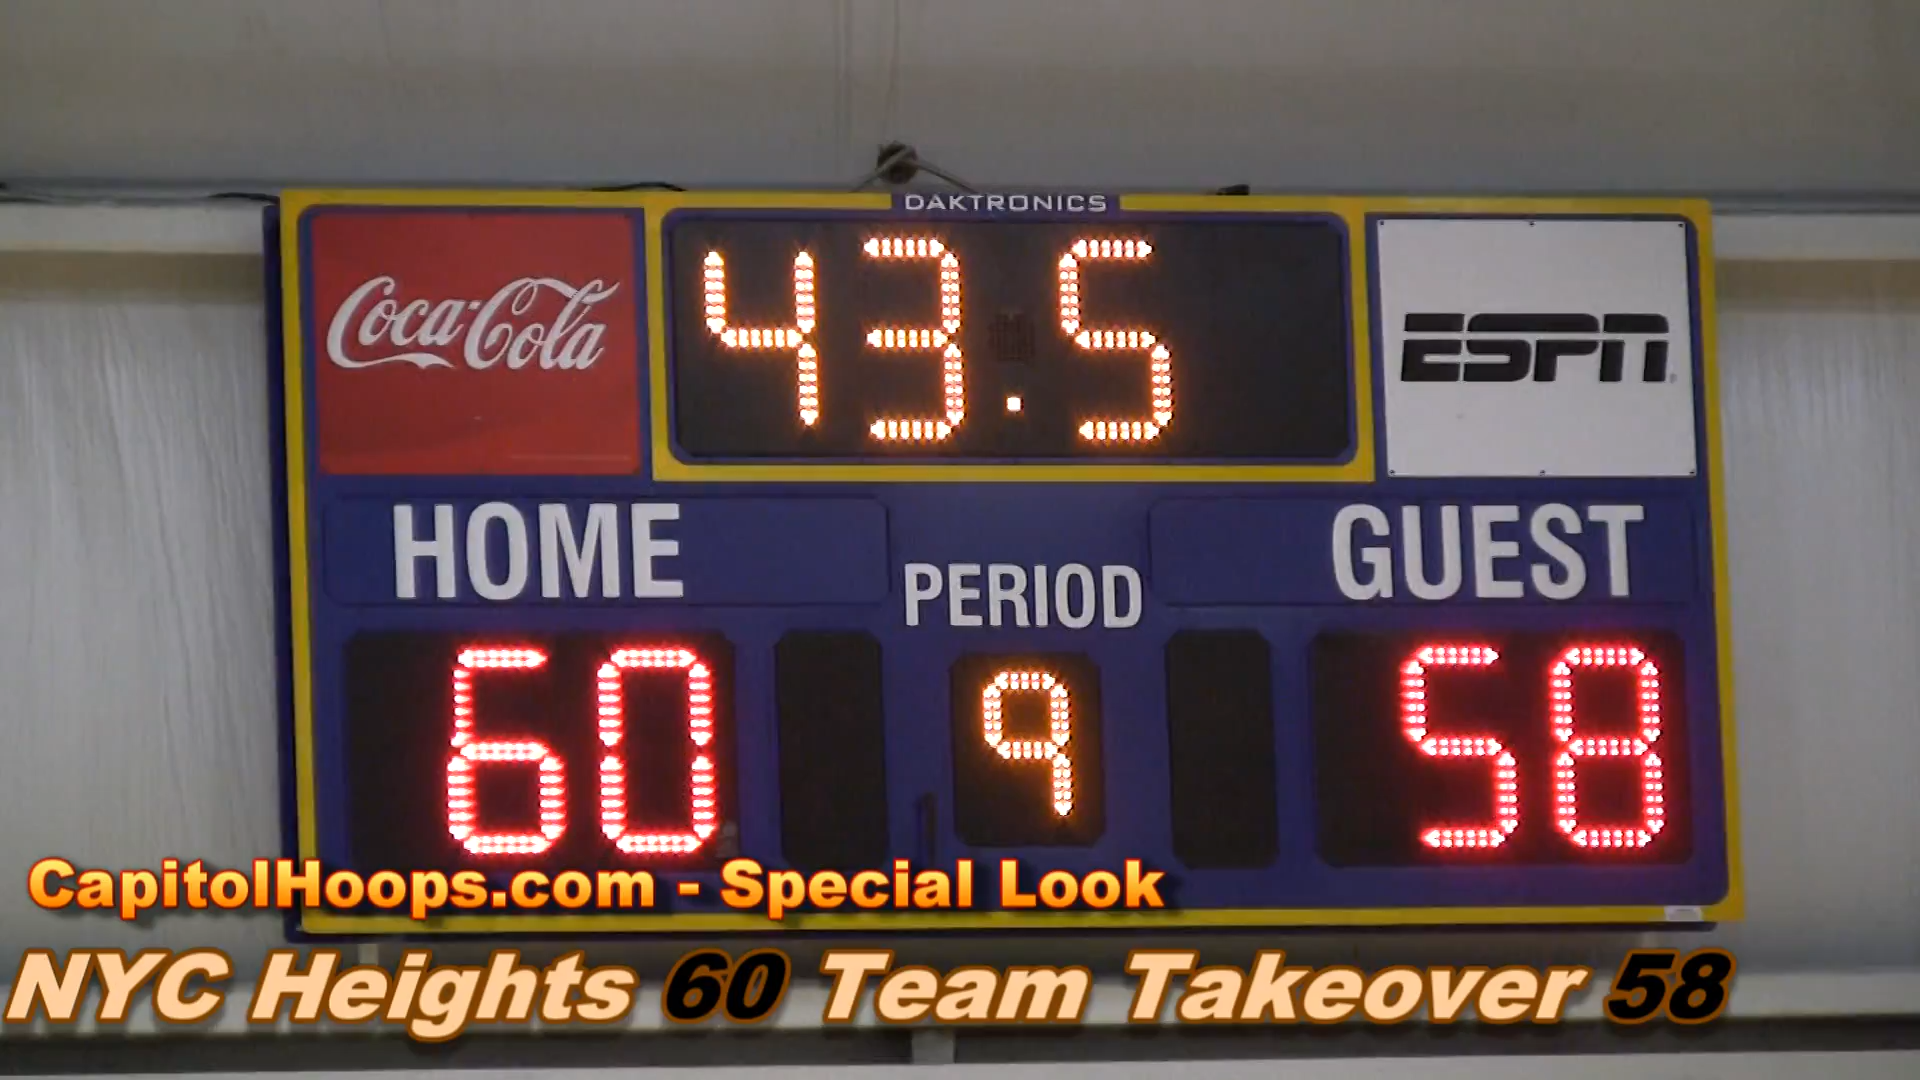 DAKTRONICS
Coca-Cola
43.5
ESPN
HOME
PERIOD
GUEST
60
9
58
CapitolHoops.com - Special Look
NYC Heights 60 Team Takeover 58